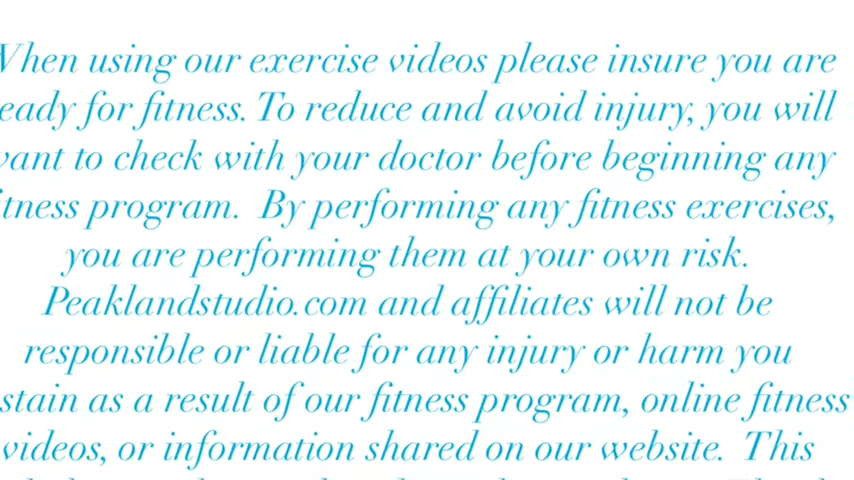 When using our exercise videos please insure you are
eady for fitness. To reduce and avoid injury, you will
vant to check with your doctor before beginning any
itness program. By performing any fitness exercises,
you are performing them at your own risk.
Peaklandstudio.com and affiliates will not be
responsible or liable for any injury or harm you
stain as a result of our fitness program, online fitness
videos, or information shared on our website. This